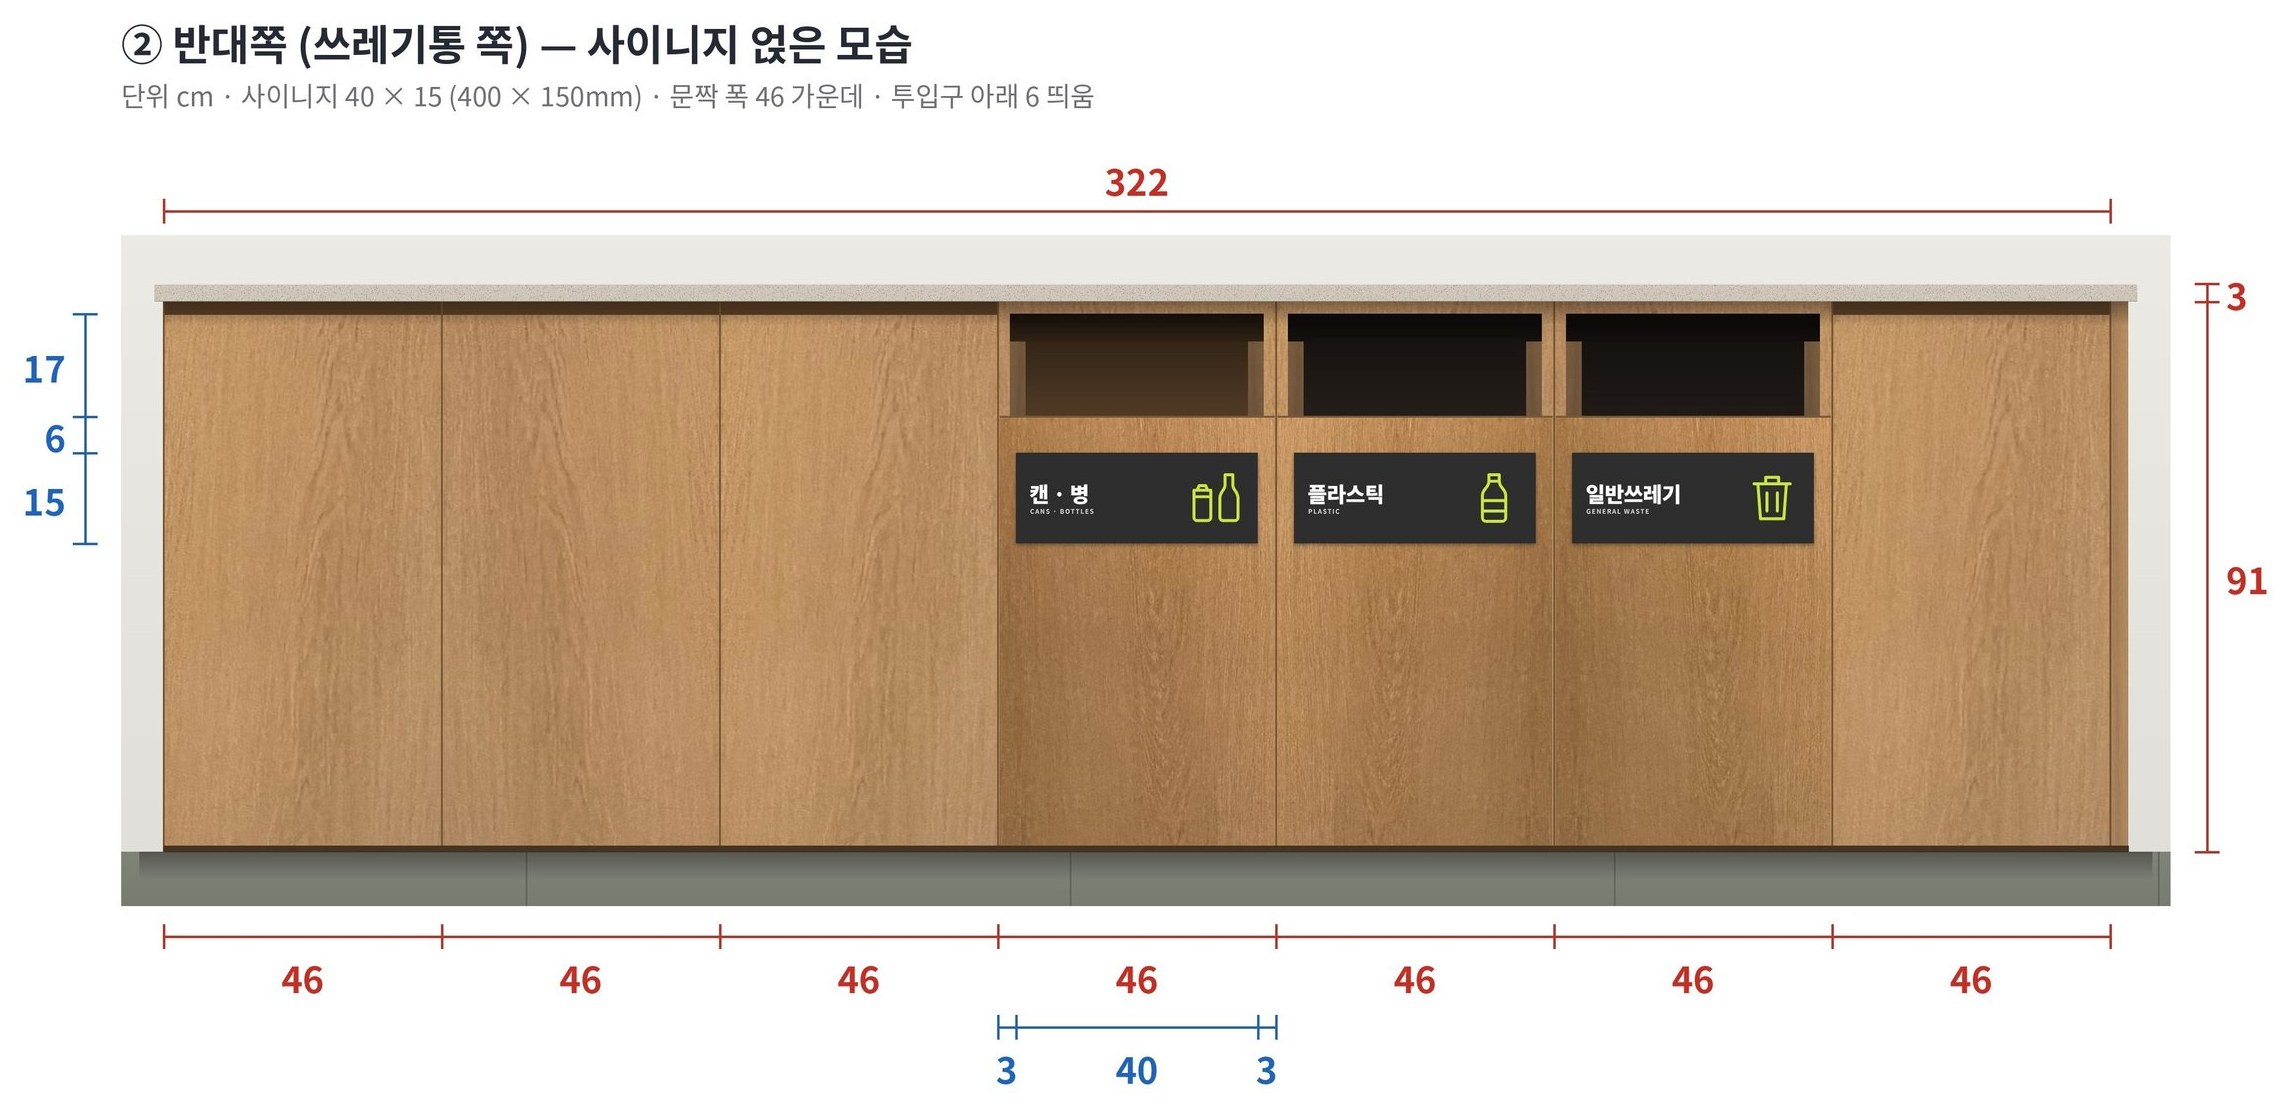 ② 반대쪽 (쓰레기통 쪽) — 사이니지 얹은 모습
단위 cm · 사이니지 40 × 15 (400 × 150mm) · 문짝 폭 46 가운데 · 투입구 아래 6 띄움
322
3
17
6
15
캔 · 병
CANS · BOTTLES
플라스틱
PLASTIC
일반쓰레기
GENERAL WASTE
91
46 46 46 46 46 46 46
3 40 3